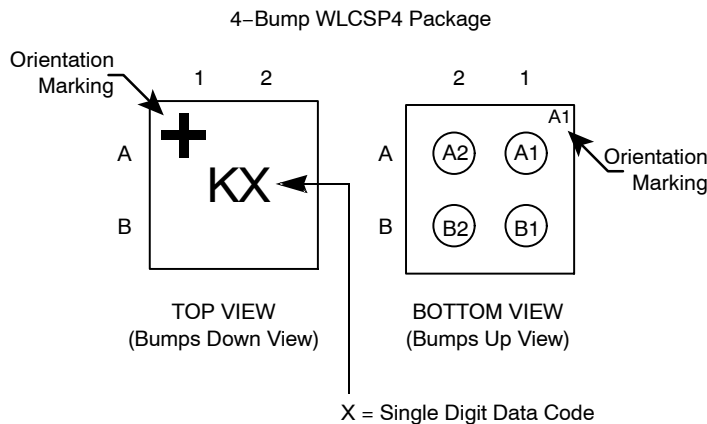 4−Bump WLCSP4 Package
Orientation
Marking
1 2
A
B
KX
TOP VIEW
(Bumps Down View)
2 1
A1
A A2 A1
B B2 B1
Orientation
Marking
BOTTOM VIEW
(Bumps Up View)
X = Single Digit Data Code